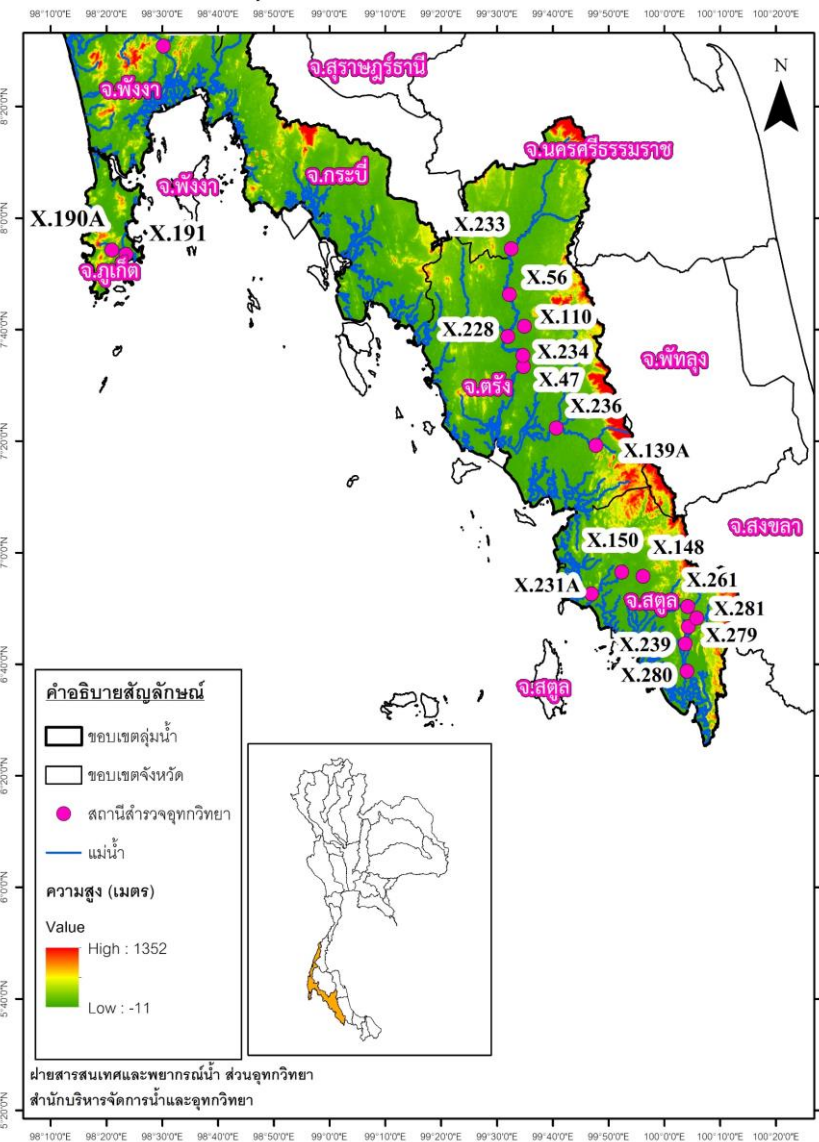 98°10'0"E 98°20'0"E 98°30'0"E 98°40'0"E 98°50'0"E 99°0'0"E 99°10'0"E 99°20'0"E 99°30'0"E 99°40'0"E 99°50'0"E 100°0'0"E 100°10'0"E 100°20'0"E
N
จ.สุราษฎร์ธานี
จ.พังงา
8°20'0"N
จ.นครศรีธรรมราช
จ.กระบี่
จ.พังงา
8°0'0"N
X.190A
X.191
X.233
จ.ภูเก็ต
X.56
X.110
7°40'0"N
X.228
X.234
จ.พัทลุง
X.47
จ.ตรัง
X.236
7°20'0"N
X.139A
จ.สงขลา
7°0'0"N
X.150
X.148
X.231A
X.261
จ.สตูล
X.281
X.279
X.239
6°40'0"N
X.280
จ.สตูล
คำอธิบายสัญลักษณ์
ขอบเขตลุ่มน้ำ
ขอบเขตจังหวัด
6°20'0"N
สถานีสำรวจอุทกวิทยา
แม่น้ำ
6°0'0"N
ความสูง (เมตร)
Value
High : 1352
5°40'0"N
Low : -11
ฝ่ายสารสนเทศและพยากรณ์น้ำ ส่วนอุทกวิทยา
สำนักบริหารจัดการน้ำและอุทกวิทยา
5°20'0"N
98°10'0"E 98°20'0"E 98°30'0"E 98°40'0"E 98°50'0"E 99°0'0"E 99°10'0"E 99°20'0"E 99°30'0"E 99°40'0"E 99°50'0"E 100°0'0"E 100°10'0"E 100°20'0"E